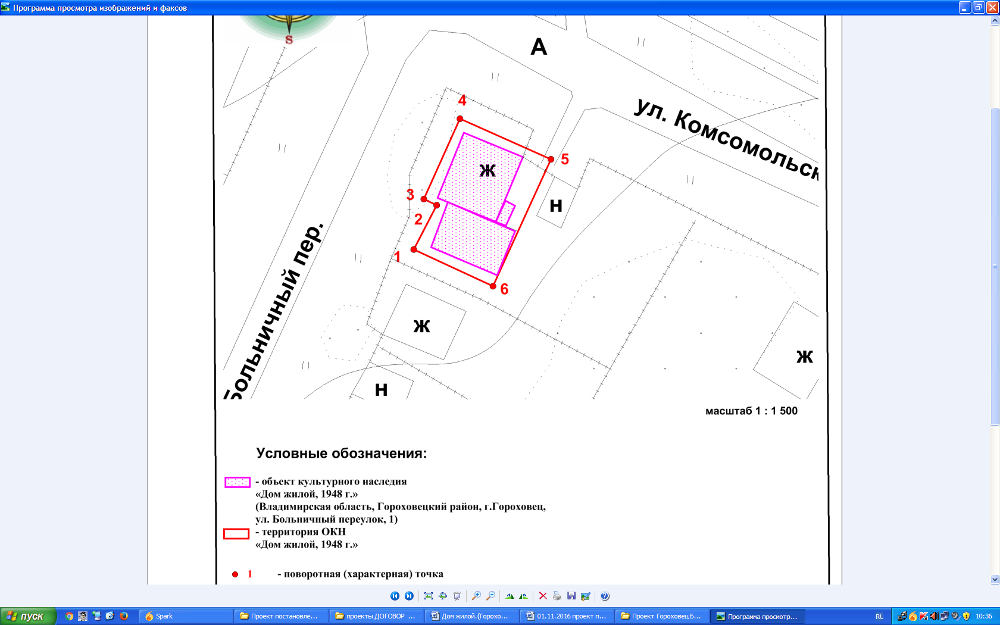 Программа просмотра изображений и факсов
S
А
4
ул. Комсомольск
5
ж
3
н
2
Больничный пер.
1
6
ж
ж
н
масштаб 1 : 1 500
Условные обозначения:
- объект культурного наследия
«Дом жилой, 1948 г.»
(Владимирская область, Гороховецкий район, г.Гороховец,
ул. Больничный переулок, 1)
- территория ОКН
«Дом жилой, 1948 г.»
1 - поворотная (характерная) точка
пуск
Spark
Проект постановле...
проекты ДОГОВОР ...
Дом жилой.(Горохо...
01.11.2016 проект п...
Проект Гороховец Б...
Программа просмотр...
RU
10:36